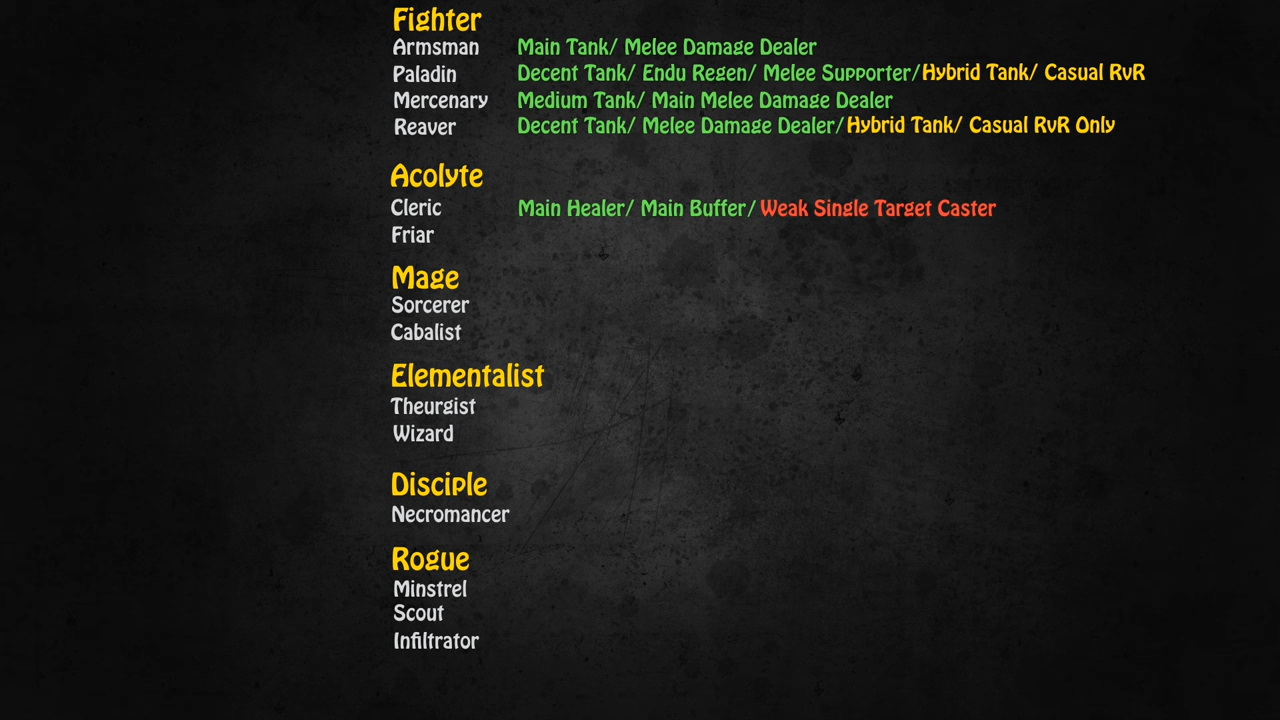 Fighter
Armsman Main Tank/ Melee Damage Dealer
Paladin Decent Tank/ Endu Regen/ Melee Supporter/Hybrid Tank/ Casual RvR
Mercenary Medium Tank/ Main Melee Damage Dealer
Reaver Decent Tank/ Melee Damage Dealer/Hybrid Tank/ Casual RvR Only
Acolyte
Cleric Main Healer/ Main Buffer/Weak Single Target Caster
Friar
Mage
Sorcerer
Cabalist
Elementalist
Theurgist
Wizard
Disciple
Necromancer
Rogue
Minstrel
Scout
Infiltrator